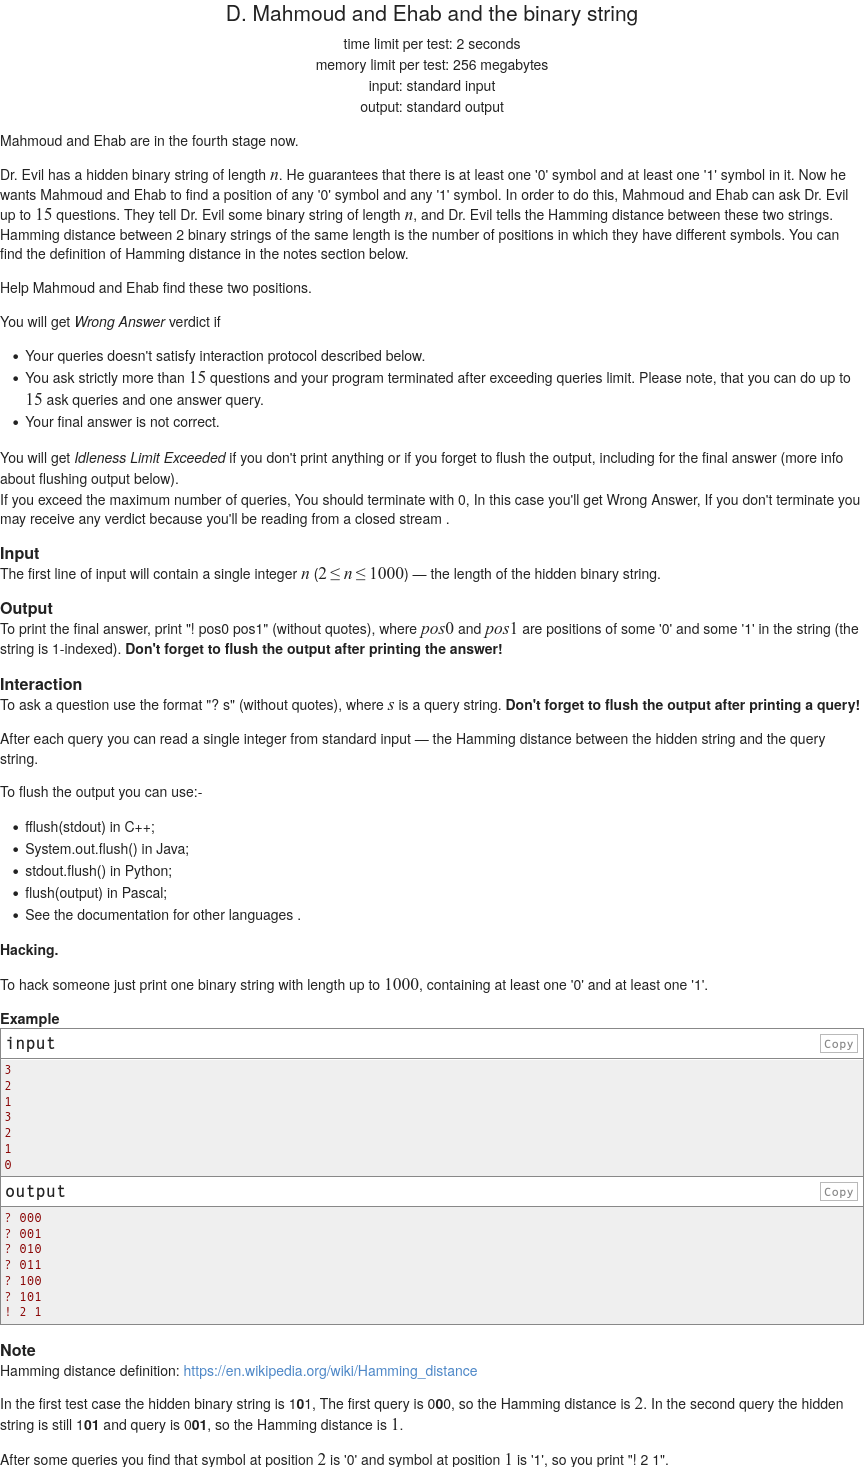 D. Mahmoud and Ehab and the binary string
time limit per test: 2 seconds
memory limit per test: 256 megabytes
input: standard input
output: standard output
Mahmoud and Ehab are in the fourth stage now.
Dr. Evil has a hidden binary string of length n. He guarantees that there is at least one '0' symbol and at least one '1' symbol in it. Now he
wants Mahmoud and Ehab to find a position of any '0' symbol and any '1' symbol. In order to do this, Mahmoud and Ehab can ask Dr. Evil
up to 15 questions. They tell Dr. Evil some binary string of length n, and Dr. Evil tells the Hamming distance between these two strings.
Hamming distance between 2 binary strings of the same length is the number of positions in which they have different symbols. You can
find the definition of Hamming distance in the notes section below.
Help Mahmoud and Ehab find these two positions.
You will get Wrong Answer verdict if
• Your queries doesn't satisfy interaction protocol described below.
• You ask strictly more than 15 questions and your program terminated after exceeding queries limit. Please note, that you can do up to
15 ask queries and one answer query.
• Your final answer is not correct.
You will get Idleness Limit Exceeded if you don't print anything or if you forget to flush the output, including for the final answer (more info
about flushing output below).
If you exceed the maximum number of queries, You should terminate with 0, In this case you'll get Wrong Answer, If you don't terminate you
may receive any verdict because you'll be reading from a closed stream .
Input
The first line of input will contain a single integer n (2 ≤ n ≤ 1000) — the length of the hidden binary string.
Output
To print the final answer, print "! pos0 pos1" (without quotes), where pos0 and pos1 are positions of some '0' and some '1' in the string (the
string is 1-indexed). Don't forget to flush the output after printing the answer!
Interaction
To ask a question use the format "? s" (without quotes), where s is a query string. Don't forget to flush the output after printing a query!
After each query you can read a single integer from standard input — the Hamming distance between the hidden string and the query
string.
To flush the output you can use:-
• fflush(stdout) in C++;
• System.out.flush() in Java;
• stdout.flush() in Python;
• flush(output) in Pascal;
• See the documentation for other languages .
Hacking.
To hack someone just print one binary string with length up to 1000, containing at least one '0' and at least one '1'.
Example
input Copy
3
2
1
3
2
1
0
output Copy
? 000
? 001
? 010
? 011
? 100
? 101
! 2 1
Note
Hamming distance definition: https://en.wikipedia.org/wiki/Hamming_distance
In the first test case the hidden binary string is 101, The first query is 000, so the Hamming distance is 2. In the second query the hidden
string is still 101 and query is 001, so the Hamming distance is 1.
After some queries you find that symbol at position 2 is '0' and symbol at position 1 is '1', so you print "! 2 1".